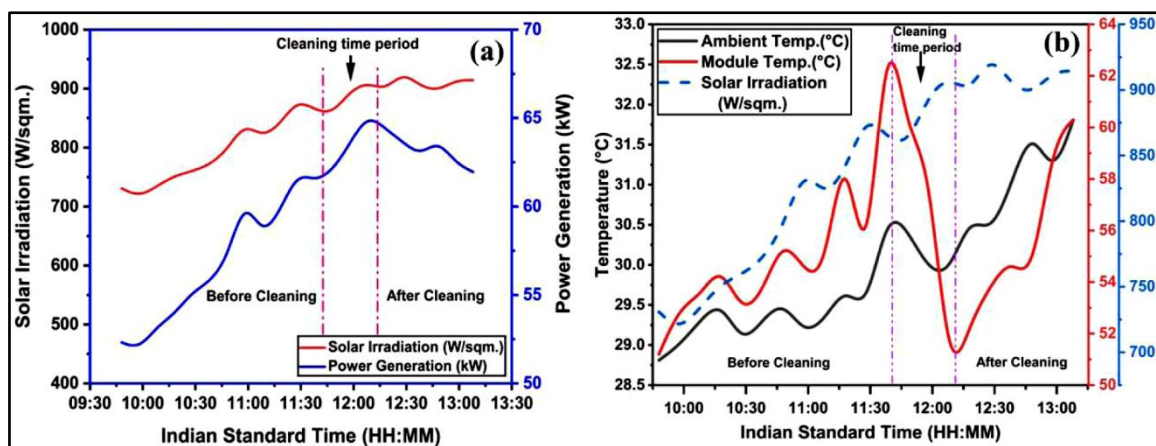 (a)
Cleaning time period
Solar Irradiation (W/sqm.)
1000
900
800
700
600
500
400
70
65
60
55
50
Power Generation (kW)
Before Cleaning
After Cleaning
Solar Irradiation (W/sqm.)
Power Generation (kW)
09:30 10:00 10:30 11:00 11:30 12:00 12:30 13:00 13:30
Indian Standard Time (HH:MM)
(b)
Ambient Temp.(°C)
Module Temp.(°C)
Solar Irradiation
(W/sqm.)
Cleaning
time period
Temperature (°C)
33.0
32.5
32.0
31.5
31.0
30.5
30.0
29.5
29.0
28.5
64
62
60
58
56
54
52
50
950
900
850
800
750
700
Before Cleaning
After Cleaning
10:00 10:30 11:00 11:30 12:00 12:30 13:00
Indian Standard Time (HH:MM)